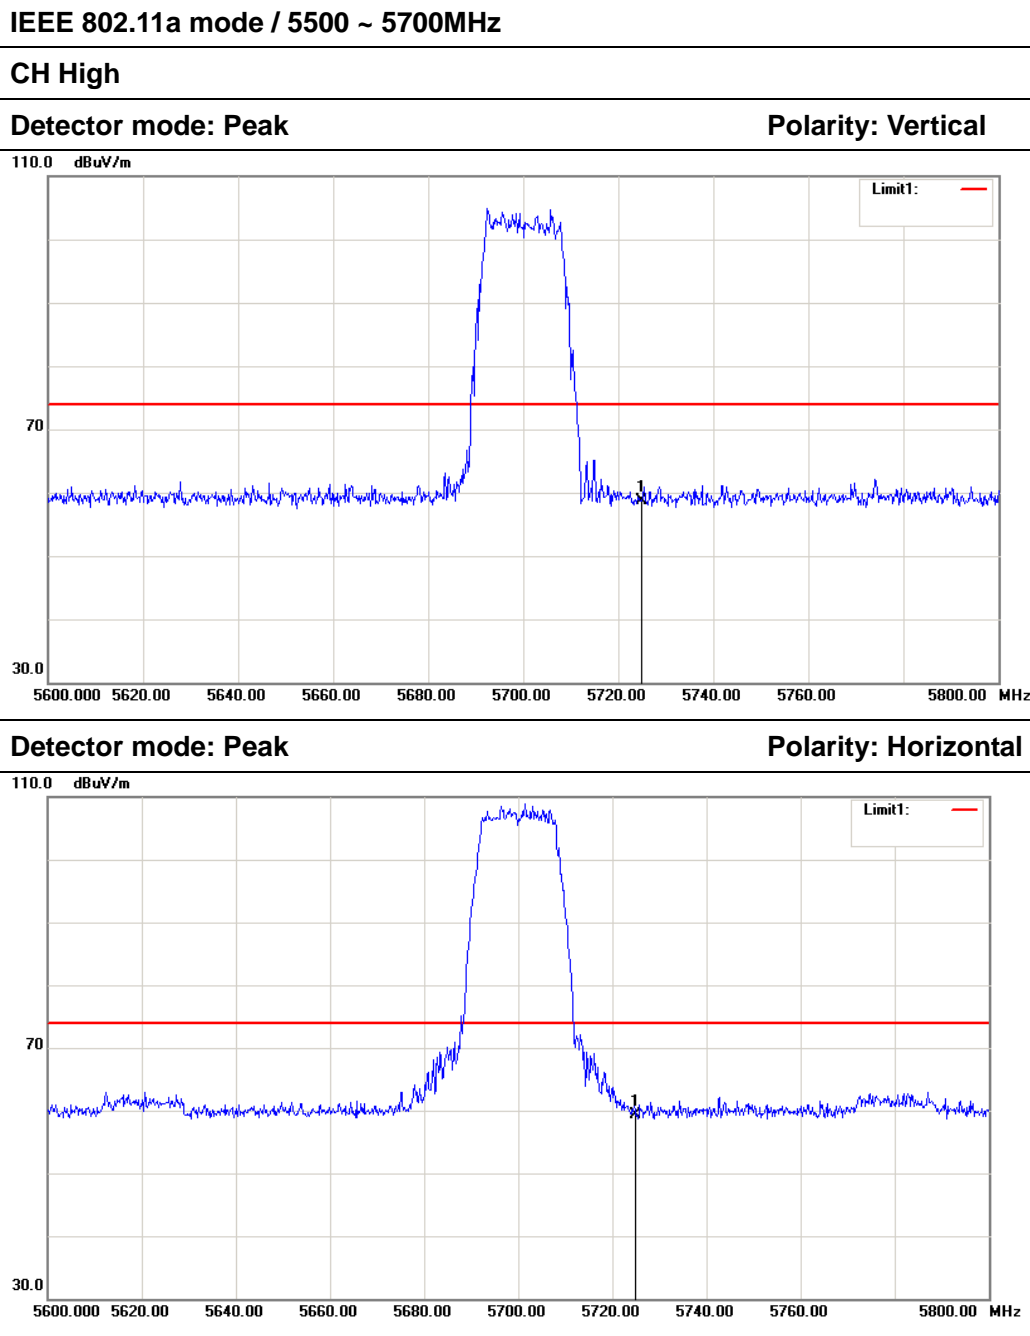 IEEE 802.11a mode / 5500 ~ 5700MHz
CH High
Detector mode: Peak Polarity: Vertical
110.0 dBuV/m
Limit1:
70
1
30.0
5600.000 5620.00 5640.00 5660.00 5680.00 5700.00 5720.00 5740.00 5760.00 5800.00 MHz
Detector mode: Peak Polarity: Horizontal
110.0 dBuV/m
Limit1:
70
1
30.0
5600.000 5620.00 5640.00 5660.00 5680.00 5700.00 5720.00 5740.00 5760.00 5800.00 MHz